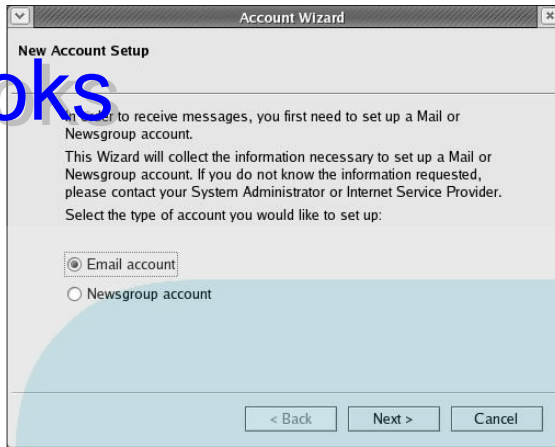 Account Wizard
New Account Setup
oks
In order to receive messages, you first need to set up a Mail or
Newsgroup account.
This Wizard will collect the information necessary to set up a Mail or
Newsgroup account. If you do not know the information requested,
please contact your System Administrator or Internet Service Provider.
Select the type of account you would like to set up:
Email account
Newsgroup account
< Back
Next >
Cancel